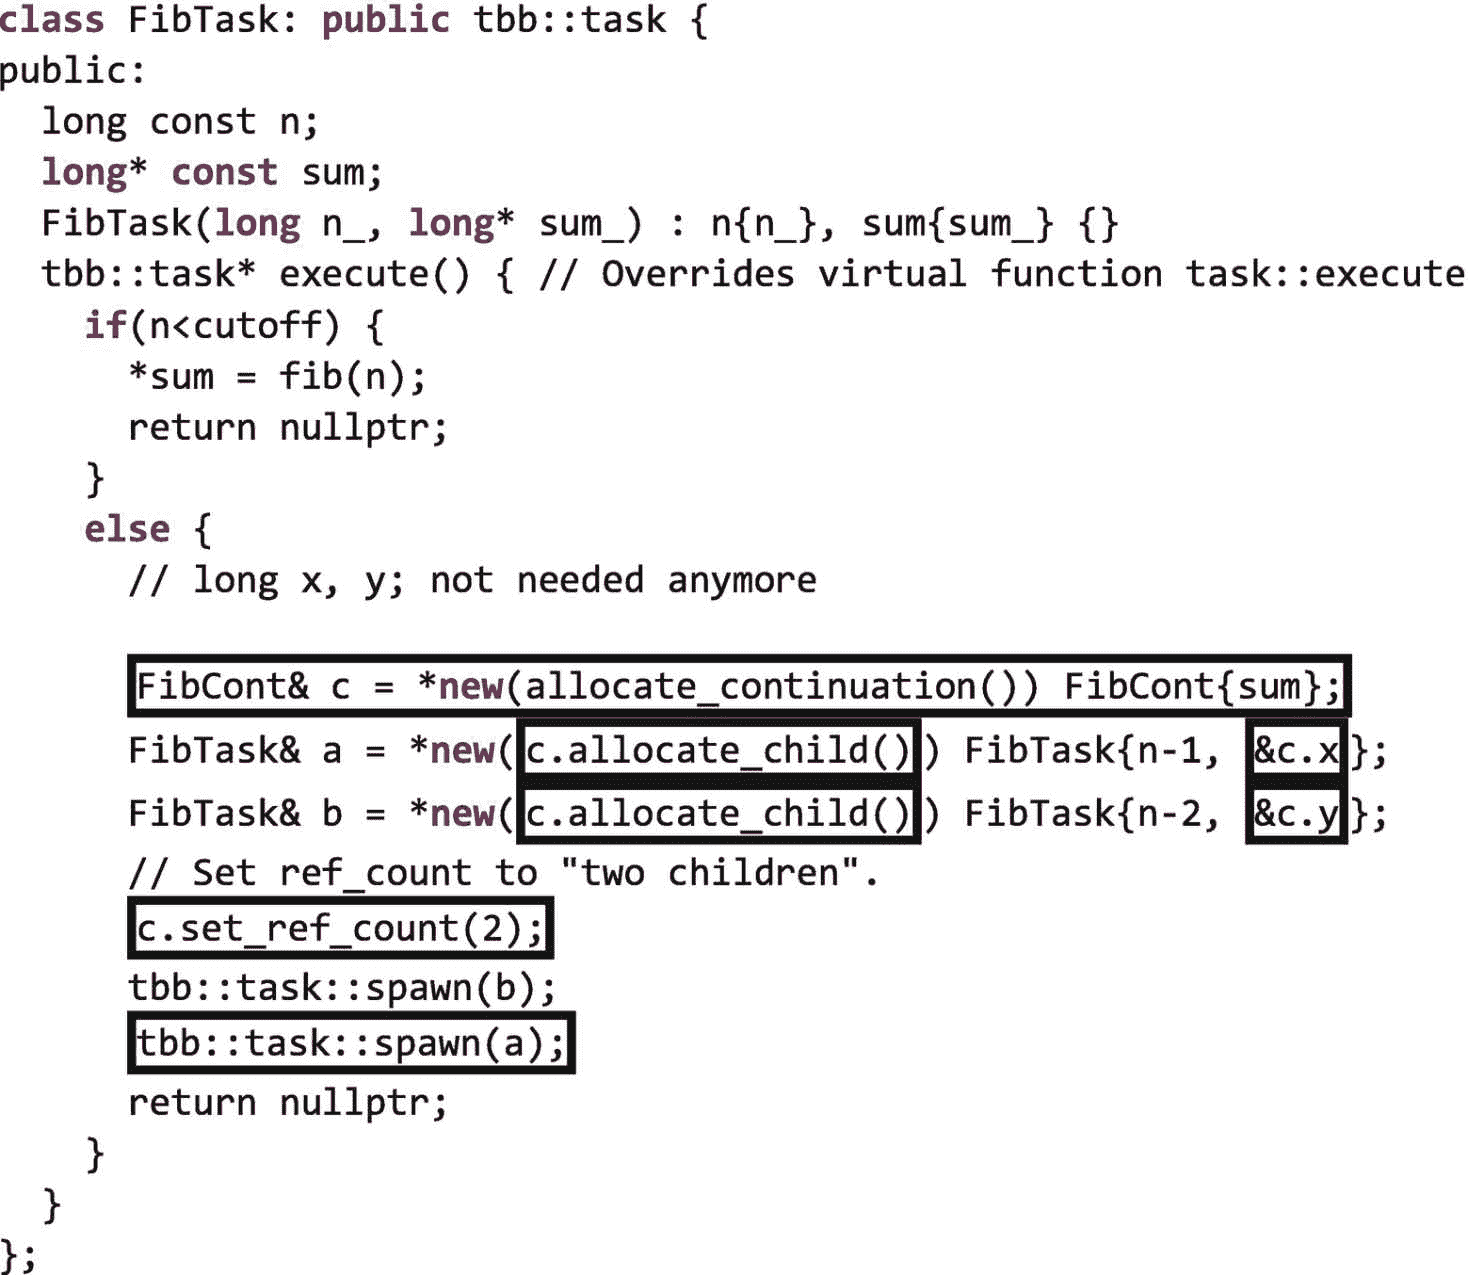 class FibTask: public tbb::task {
public:
  long const n;
  long* const sum;
  FibTask(long n_, long* sum_) : n{n_}, sum{sum_} {}
  tbb::task* execute() { // Overrides virtual function task::execute
    if(n<cutoff) {
      *sum = fib(n);
      return nullptr;
    }
    else {
      // long x, y; not needed anymore

      FibCont& c = *new(allocate_continuation()) FibCont{sum};
      FibTask& a = *new(c.allocate_child()) FibTask{n-1, &c.x};
      FibTask& b = *new(c.allocate_child()) FibTask{n-2, &c.y};
      // Set ref_count to "two children".
      c.set_ref_count(2);
      tbb::task::spawn(b);
      tbb::task::spawn(a);
      return nullptr;
    }
  }
};